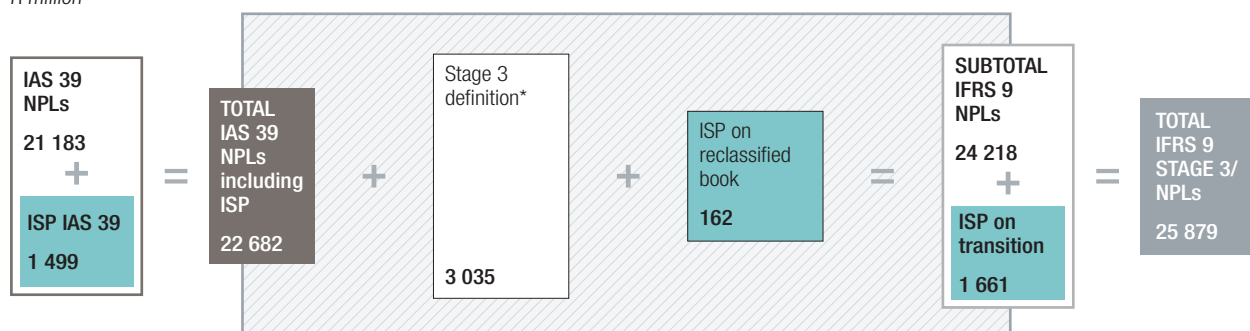 R million
IAS 39
NPLs
21 183
+
ISP IAS 39
1 499
=
TOTAL
IAS 39
NPLs
including
ISP
22 682
+
Stage 3
definition*
3 035
+
ISP on
reclassified
book
162
=
SUBTOTAL
IFRS 9
NPLs
24 218
+
ISP on
transition
1 661
=
TOTAL
IFRS 9
STAGE 3/
NPLs
25 879